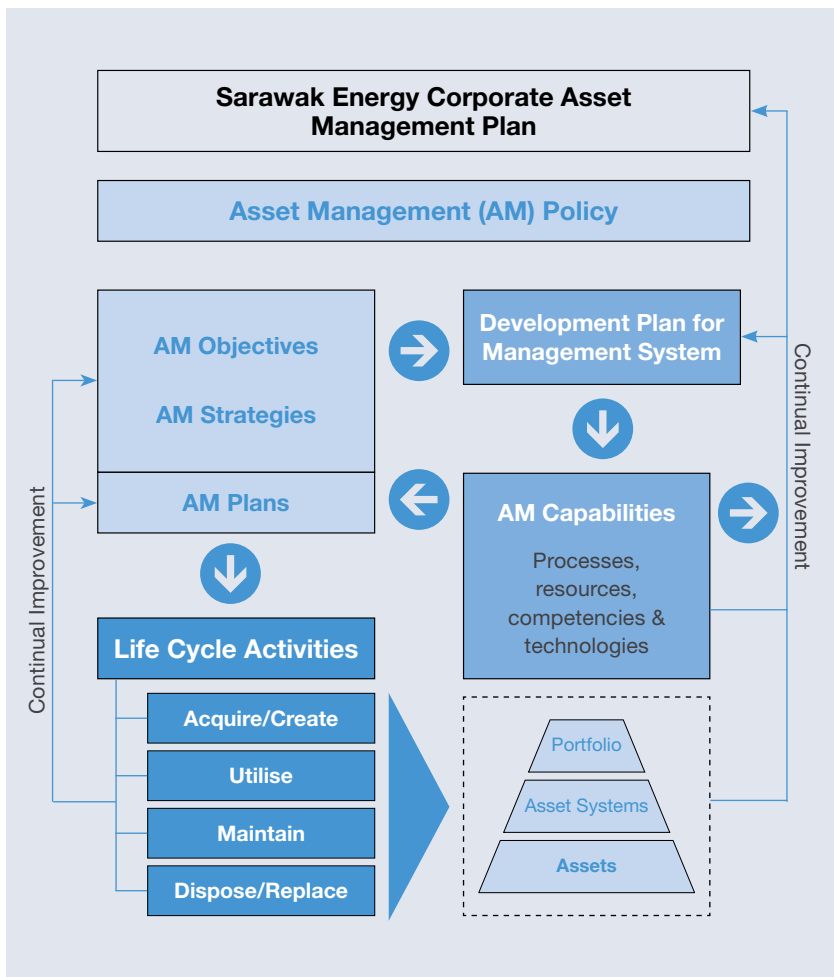 Sarawak Energy Corporate Asset
Management Plan
Asset Management (AM) Policy
AM Objectives
AM Strategies
AM Plans
Development Plan for
Management System
AM Capabilities
Processes,
resources,
competencies &
technologies
Continual Improvement
Continual Improvement
Life Cycle Activities
Acquire/Create
Utilise
Maintain
Dispose/Replace
Portfolio
Asset Systems
Assets